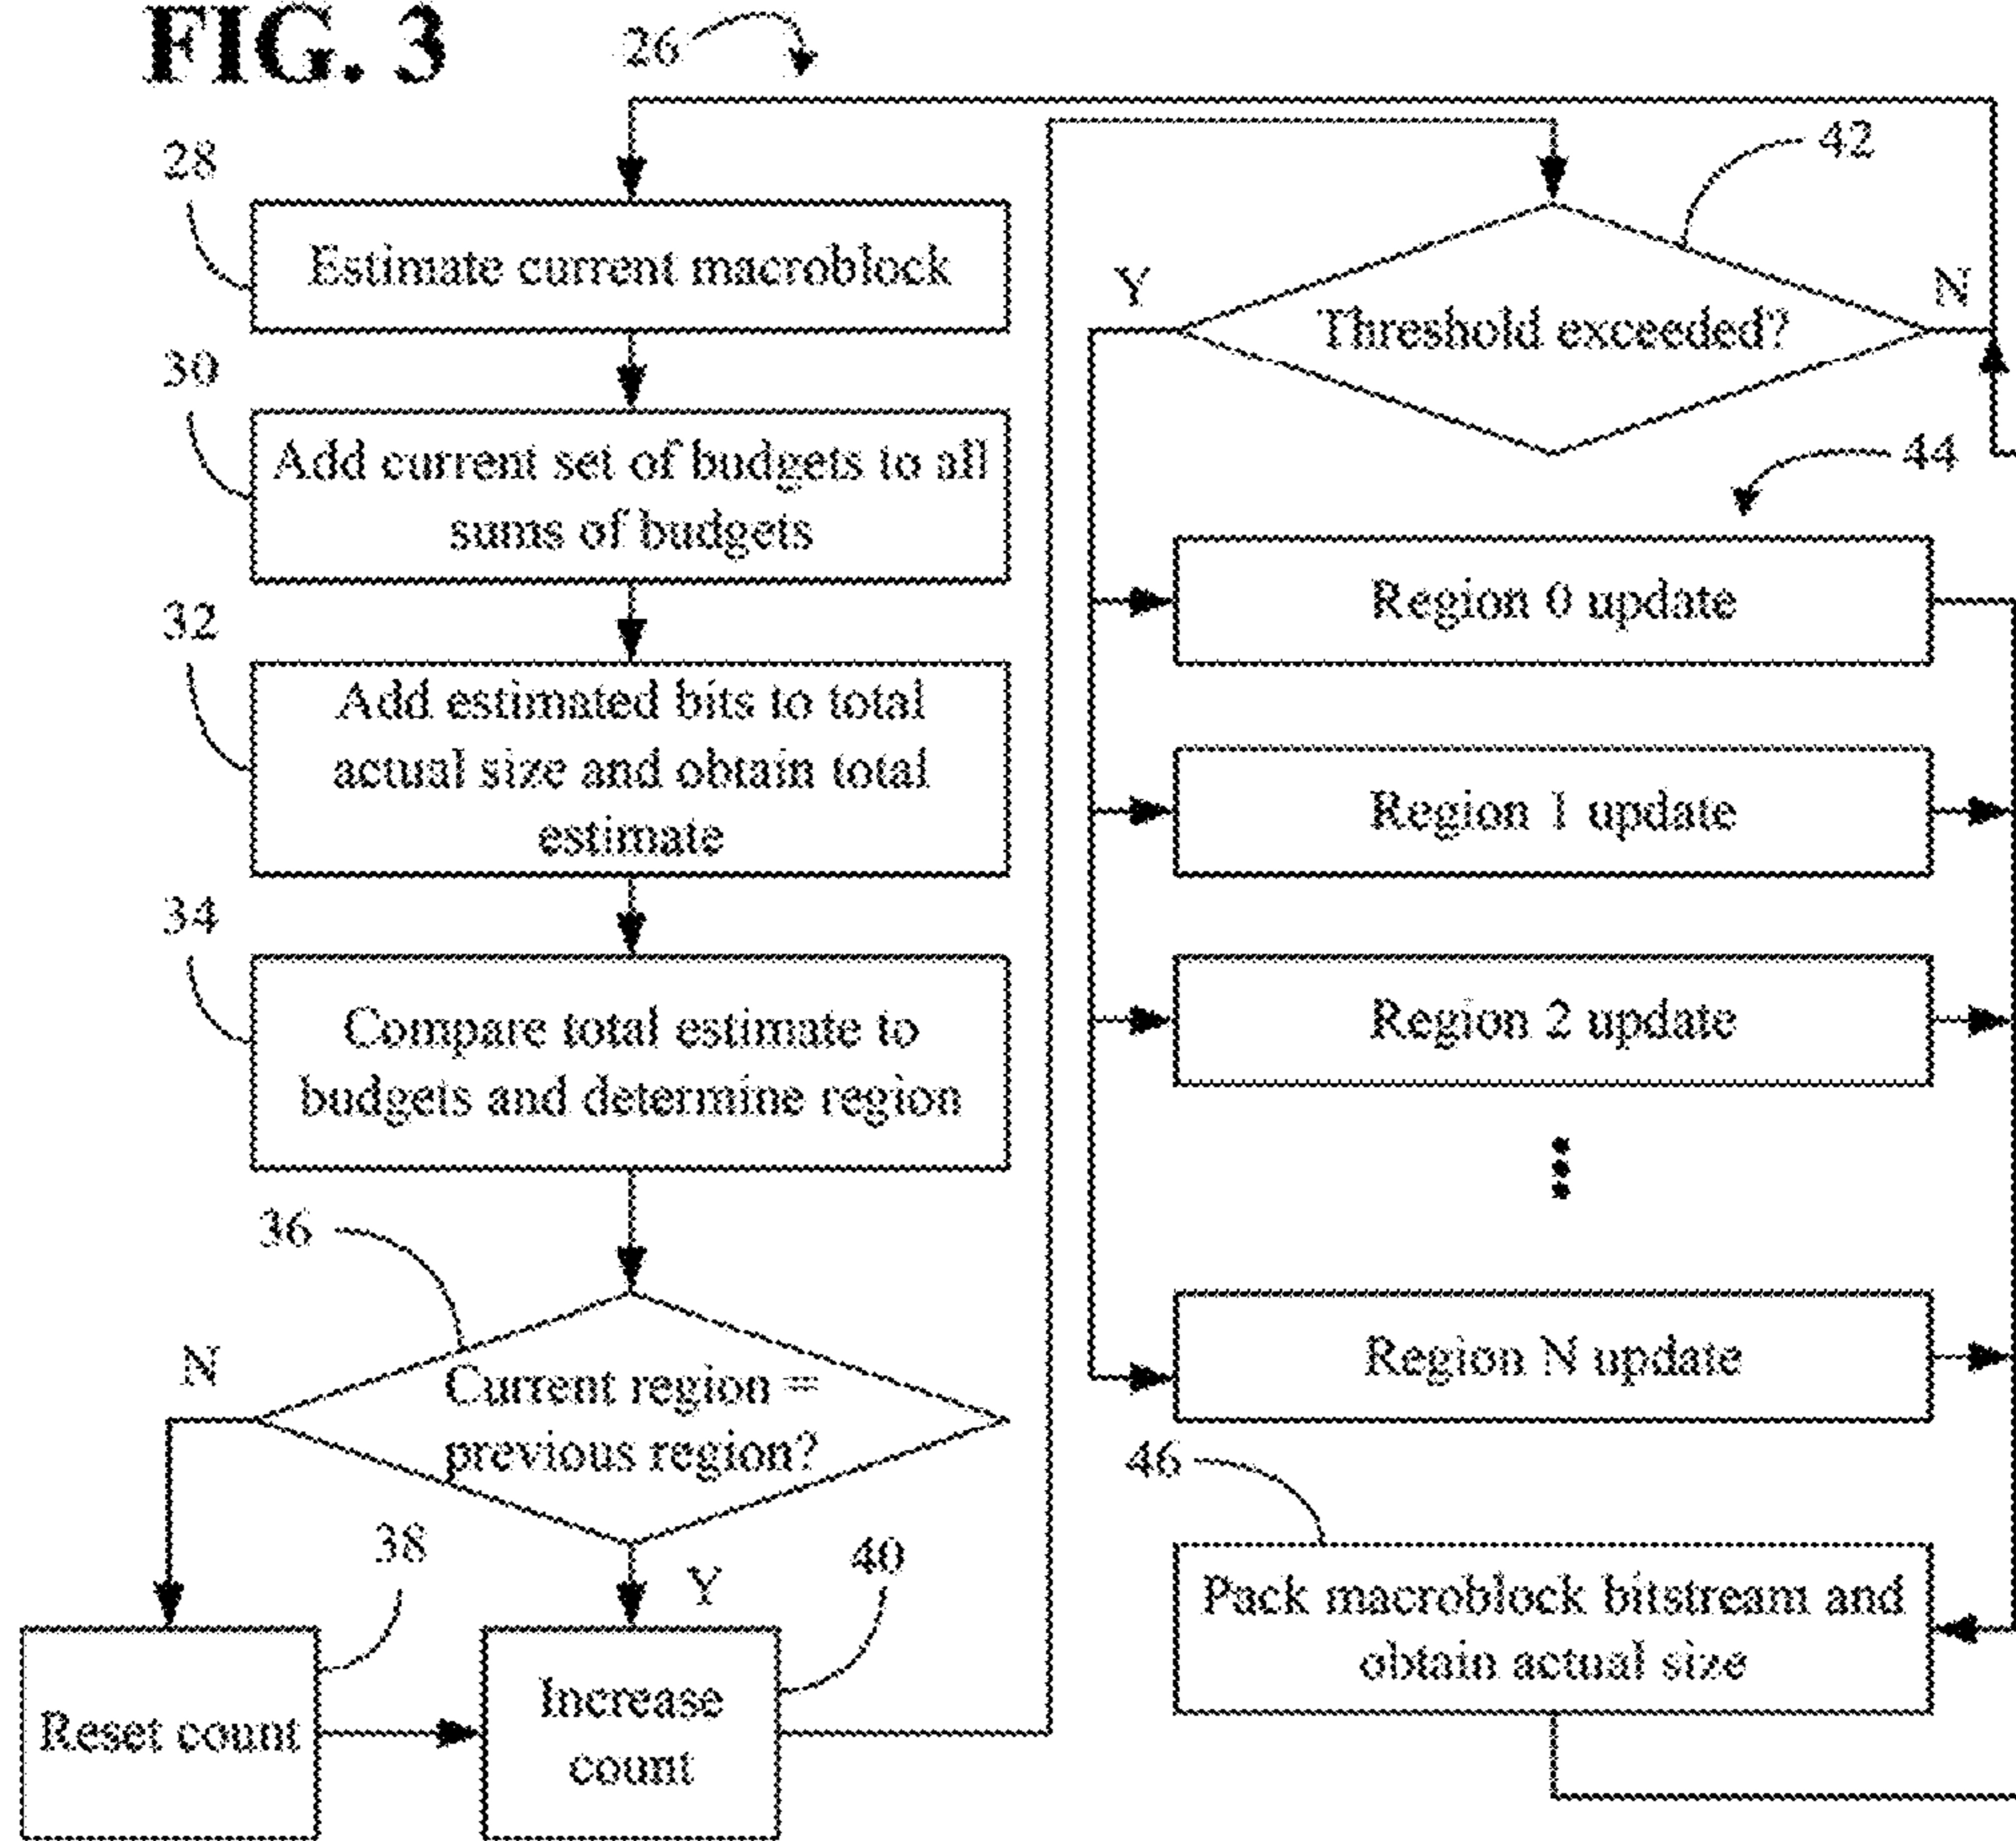 FIG. 3
26
28
Estimate current macroblock
30
Add current set of budgets to all
sums of budgets
32
Add estimated bits to total
actual size and obtain total
estimate
34
Compare total estimate to
budgets and determine region
36
N
Current region =
previous region?
38
Y
40
Reset count
Increase
count
42
Y
N
Threshold exceeded?
44
Region 0 update
Region 1 update
Region 2 update
Region N update
46
Pack macroblock bitstream and
obtain actual size